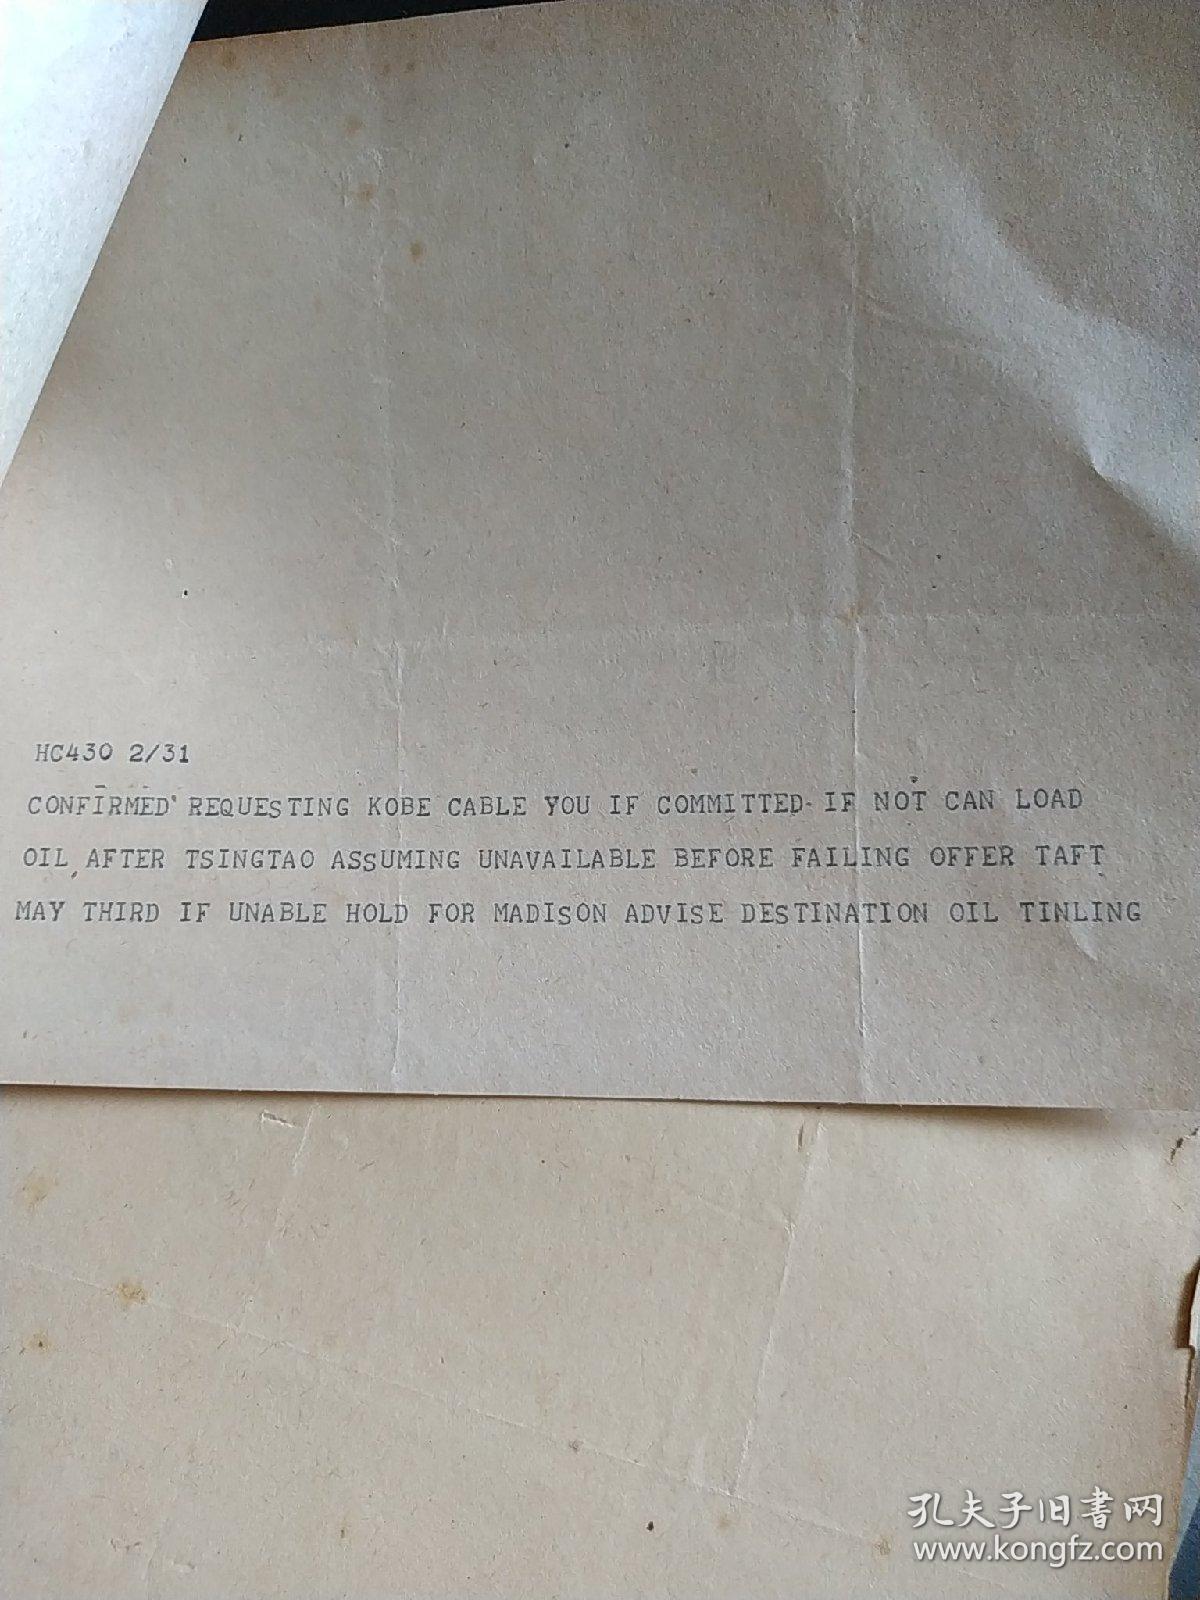 HC430 2/31
CONFIRMED REQUESTING KOBE CABLE YOU IF COMMITTED- IF NOT CAN LOAD
OIL AFTER TSINGTAO ASSUMING UNAVAILABLE BEFORE FAILING OFFER TAFT
MAY THIRD IF UNABLE HOLD FOR MADISON ADVISE DESTINATION OIL TINLING
孔夫子旧书网
www.kongfz.com